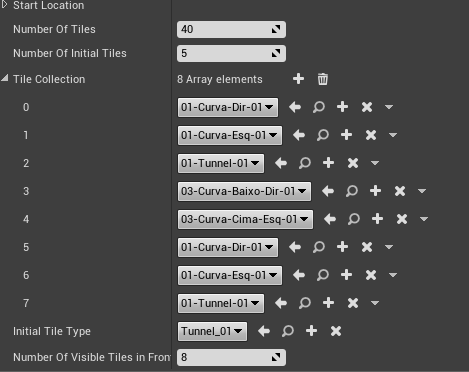 Start Location
Number Of Tiles 40
Number Of Initial Tiles 5
Tile Collection 8 Array elements
0 01-Curva-Dir-01
1 01-Curva-Esq-01
2 01-Tunnel-01
3 03-Curva-Baixo-Dir-01
4 03-Curva-Cima-Esq-01
5 01-Curva-Dir-01
6 01-Curva-Esq-01
7 01-Tunnel-01
Initial Tile Type Tunnel_01
Number Of Visible Tiles in Fron 8